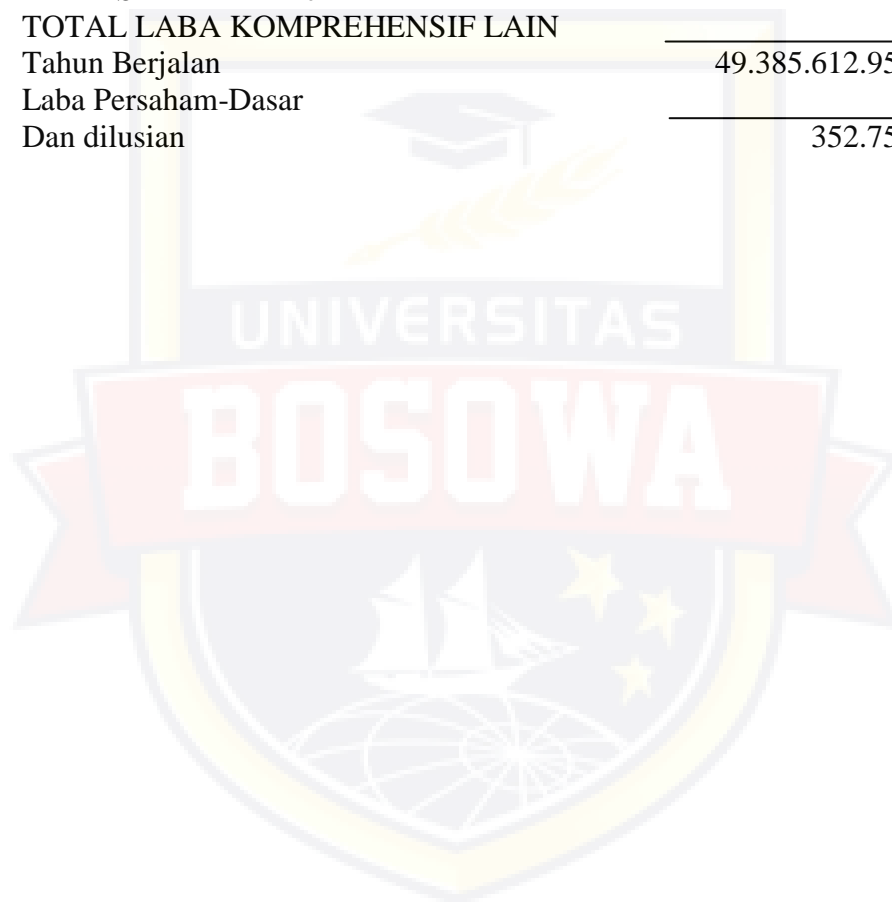 TOTAL LABA KOMPREHENSIF LAIN
Tahun Berjalan 49.385.612.95
Laba Persaham-Dasar
Dan dilusian 352.75
UNIVERSITAS
BOSOWA